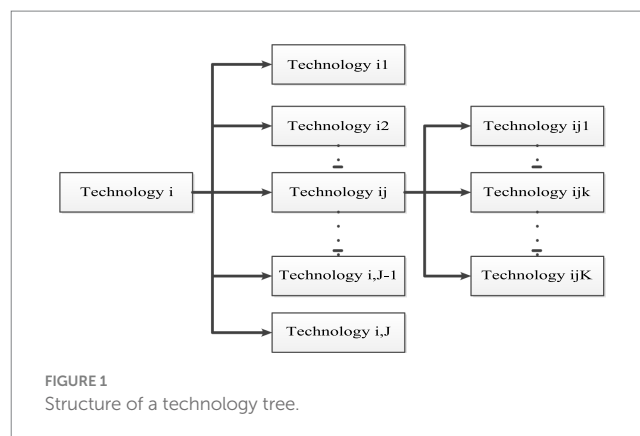 Technology i1
Technology i2
Technology ij1
Technology i
Technology ij
Technology ijk
Technology i,J-1
Technology ijK
Technology i,J
FIGURE 1
Structure of a technology tree.